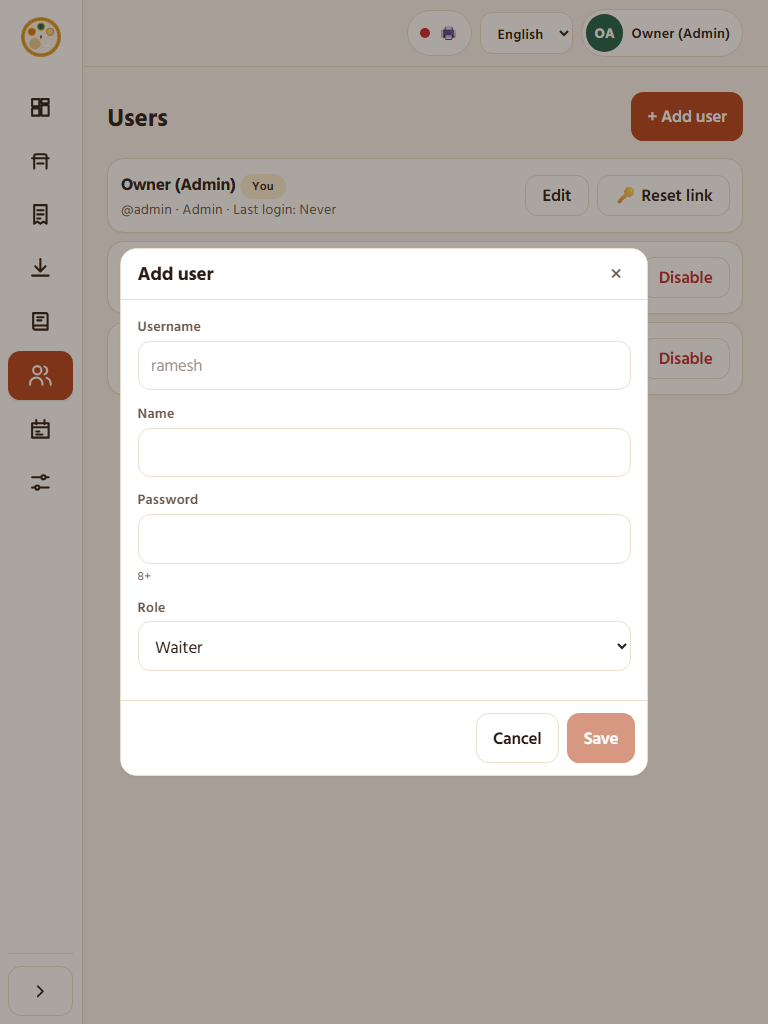 English
OA
Owner (Admin)
Users
+ Add user
Owner (Admin)
You
@admin · Admin · Last login: Never
Edit
🔑 Reset link
Disable
Disable
Add user
×
Username
ramesh
Name
Password
8+
Role
Waiter
Cancel
Save